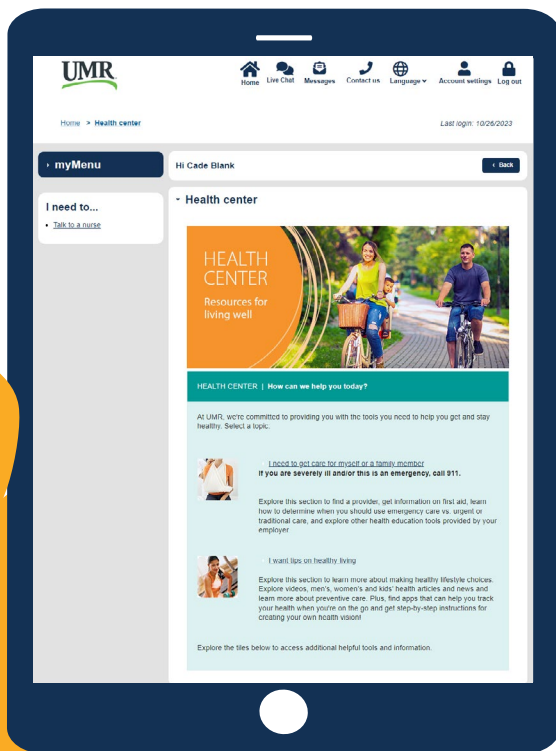 UMR
Home Live Chat Messages Contact us Language Account settings Log out
Home > Health center
Last login: 10/26/2023
myMenu
Hi Cade Blank
‹ Back
I need to...
• Talk to a nurse
Health center
HEALTH
CENTER
Resources for
living well
HEALTH CENTER | How can we help you today?
At UMR, we're committed to providing you with the tools you need to help you get and stay
healthy. Select a topic.
I need to get care for myself or a family member
If you are severely ill and/or this is an emergency, call 911.
Explore this section to find a provider, get information on first aid, learn
how to determine when you should use emergency care vs. urgent or
traditional care, and explore other health education tools provided by your
employer.
I want tips on healthy living
Explore this section to learn more about making healthy lifestyle choices.
Explore videos, men's, women's and kids' health articles and news and
learn more about preventive care. Plus, find apps that can help you track
your health when you're on the go and get step-by-step instructions for
creating your own health vision!
Explore the tiles below to access additional helpful tools and information.